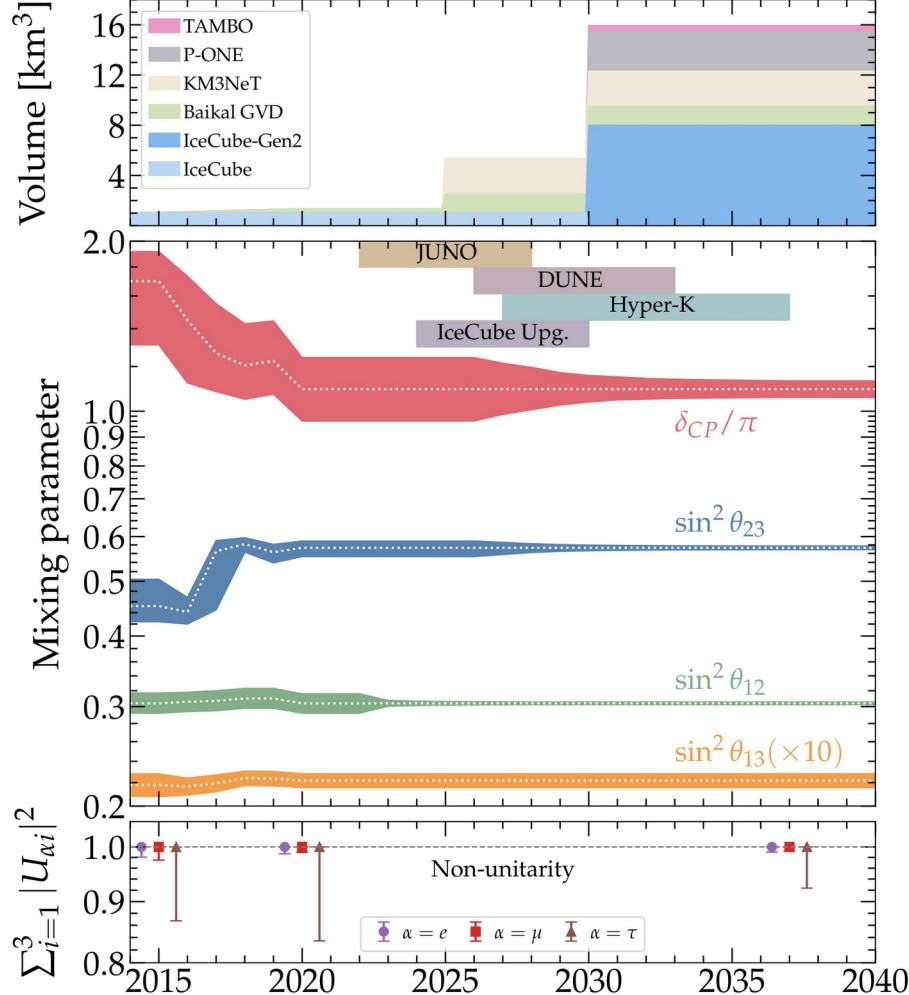 Volume [km³]
16
12
8
4
TAMBO
P-ONE
KM3NeT
Baikal GVD
IceCube-Gen2
IceCube
Mixing parameter
2.0
1.0
0.9
0.8
0.7
0.6
0.5
0.4
0.3
0.2
JUNO
DUNE
Hyper-K
IceCube Upg.
δ_CP/π
sin² θ₂₃
sin² θ₁₂
sin² θ₁₃(×10)
Σ³ᵢ₌₁ |U_αi|²
1.0
0.9
0.8
Non-unitarity
α = e α = μ α = τ
2015 2020 2025 2030 2035 2040